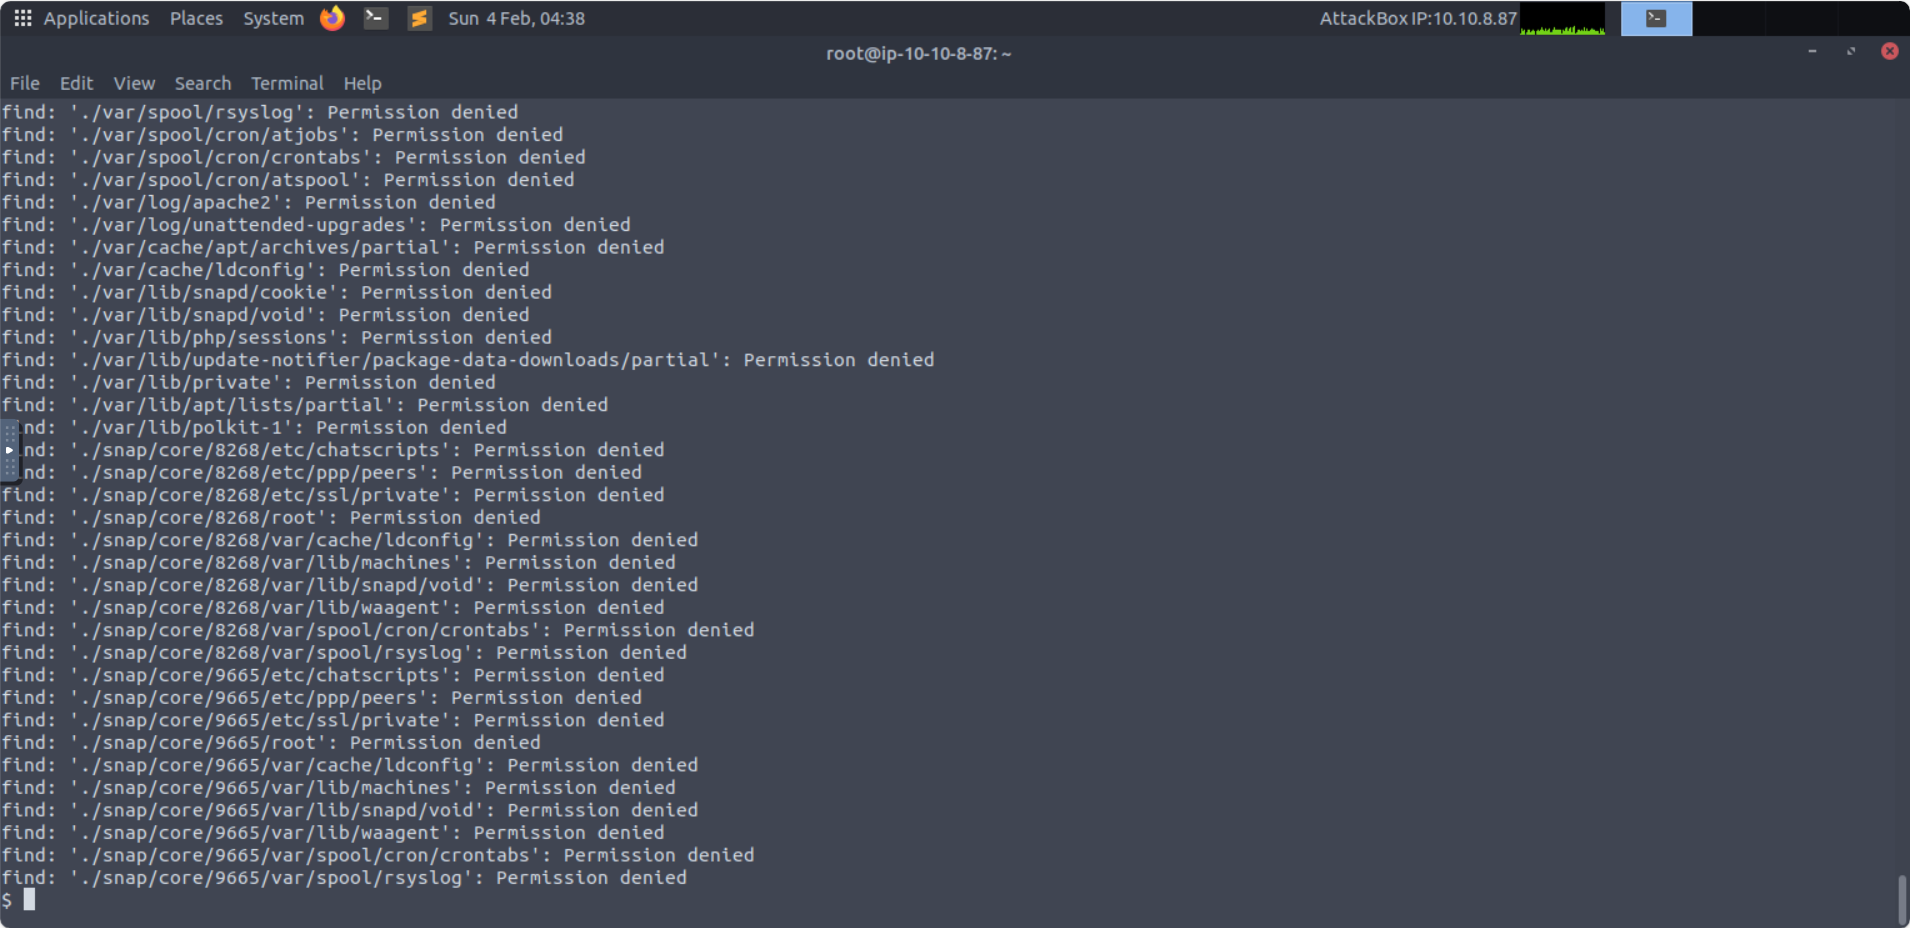 Applications Places System Sun 4 Feb, 04:38 AttackBox IP:10.10.8.87
root@ip-10-10-8-87: ~
File Edit View Search Terminal Help
find: './var/spool/rsyslog': Permission denied
find: './var/spool/cron/atjobs': Permission denied
find: './var/spool/cron/crontabs': Permission denied
find: './var/spool/cron/atspool': Permission denied
find: './var/log/apache2': Permission denied
find: './var/log/unattended-upgrades': Permission denied
find: './var/cache/apt/archives/partial': Permission denied
find: './var/cache/ldconfig': Permission denied
find: './var/lib/snapd/cookie': Permission denied
find: './var/lib/snapd/void': Permission denied
find: './var/lib/php/sessions': Permission denied
find: './var/lib/update-notifier/package-data-downloads/partial': Permission denied
find: './var/lib/private': Permission denied
find: './var/lib/apt/lists/partial': Permission denied
nd: './var/lib/polkit-1': Permission denied
nd: './snap/core/8268/etc/chatscripts': Permission denied
nd: './snap/core/8268/etc/ppp/peers': Permission denied
find: './snap/core/8268/etc/ssl/private': Permission denied
find: './snap/core/8268/root': Permission denied
find: './snap/core/8268/var/cache/ldconfig': Permission denied
find: './snap/core/8268/var/lib/machines': Permission denied
find: './snap/core/8268/var/lib/snapd/void': Permission denied
find: './snap/core/8268/var/lib/waagent': Permission denied
find: './snap/core/8268/var/spool/cron/crontabs': Permission denied
find: './snap/core/8268/var/spool/rsyslog': Permission denied
find: './snap/core/9665/etc/chatscripts': Permission denied
find: './snap/core/9665/etc/ppp/peers': Permission denied
find: './snap/core/9665/etc/ssl/private': Permission denied
find: './snap/core/9665/root': Permission denied
find: './snap/core/9665/var/cache/ldconfig': Permission denied
find: './snap/core/9665/var/lib/machines': Permission denied
find: './snap/core/9665/var/lib/snapd/void': Permission denied
find: './snap/core/9665/var/lib/waagent': Permission denied
find: './snap/core/9665/var/spool/cron/crontabs': Permission denied
find: './snap/core/9665/var/spool/rsyslog': Permission denied
$